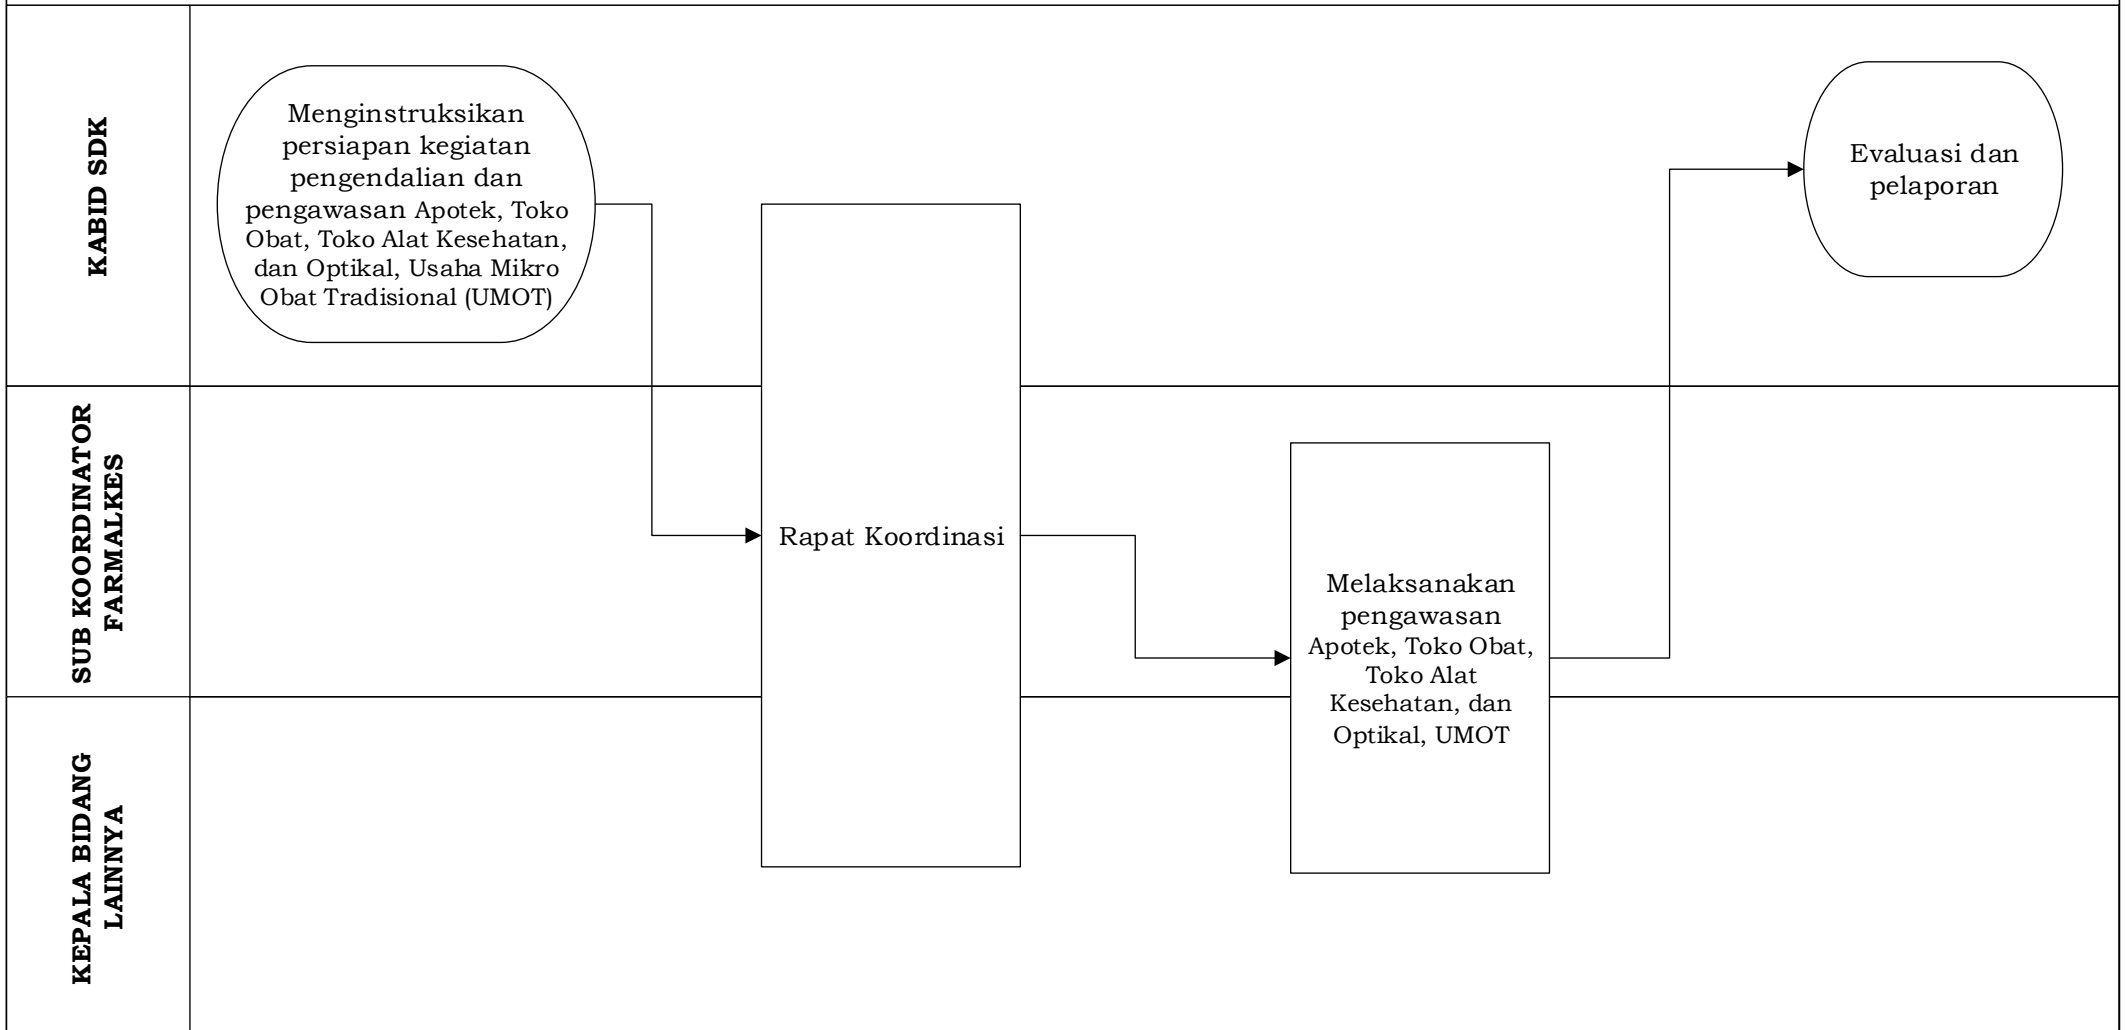 KABID SDK
Menginstruksikan
persiapan kegiatan
pengendalian dan
pengawasan Apotek, Toko
Obat, Toko Alat Kesehatan,
dan Optikal, Usaha Mikro
Obat Tradisional (UMOT)
Evaluasi dan
pelaporan
SUB KOORDINATOR
FARMALKES
Rapat Koordinasi
Melaksanakan
pengawasan
Apotek, Toko Obat,
Toko Alat
Kesehatan, dan
Optikal, UMOT
KEPALA BIDANG
LAINNYA